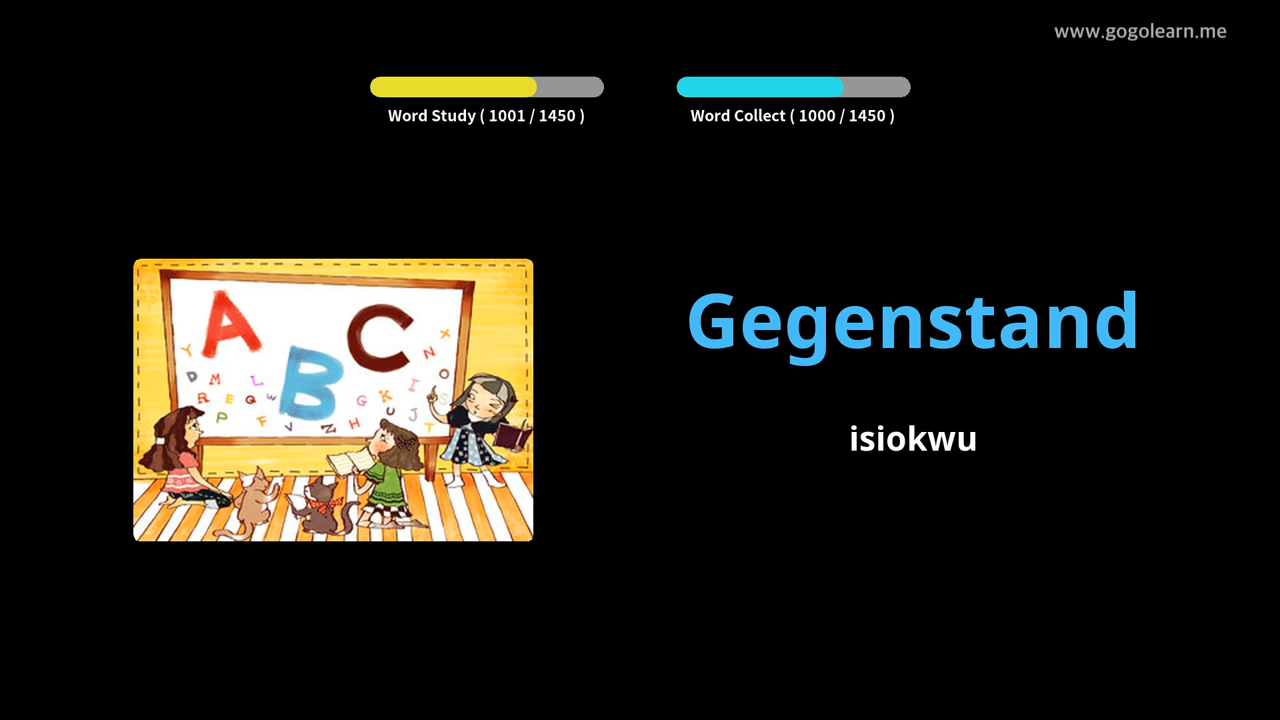 www.gogolearn.me
Word Study ( 1001 / 1450 )
Word Collect ( 1000 / 1450 )
A
B
C
Y
D M L
R E Q W
P F V Z H
G K U J
I N X O S T
Gegenstand
isiokwu